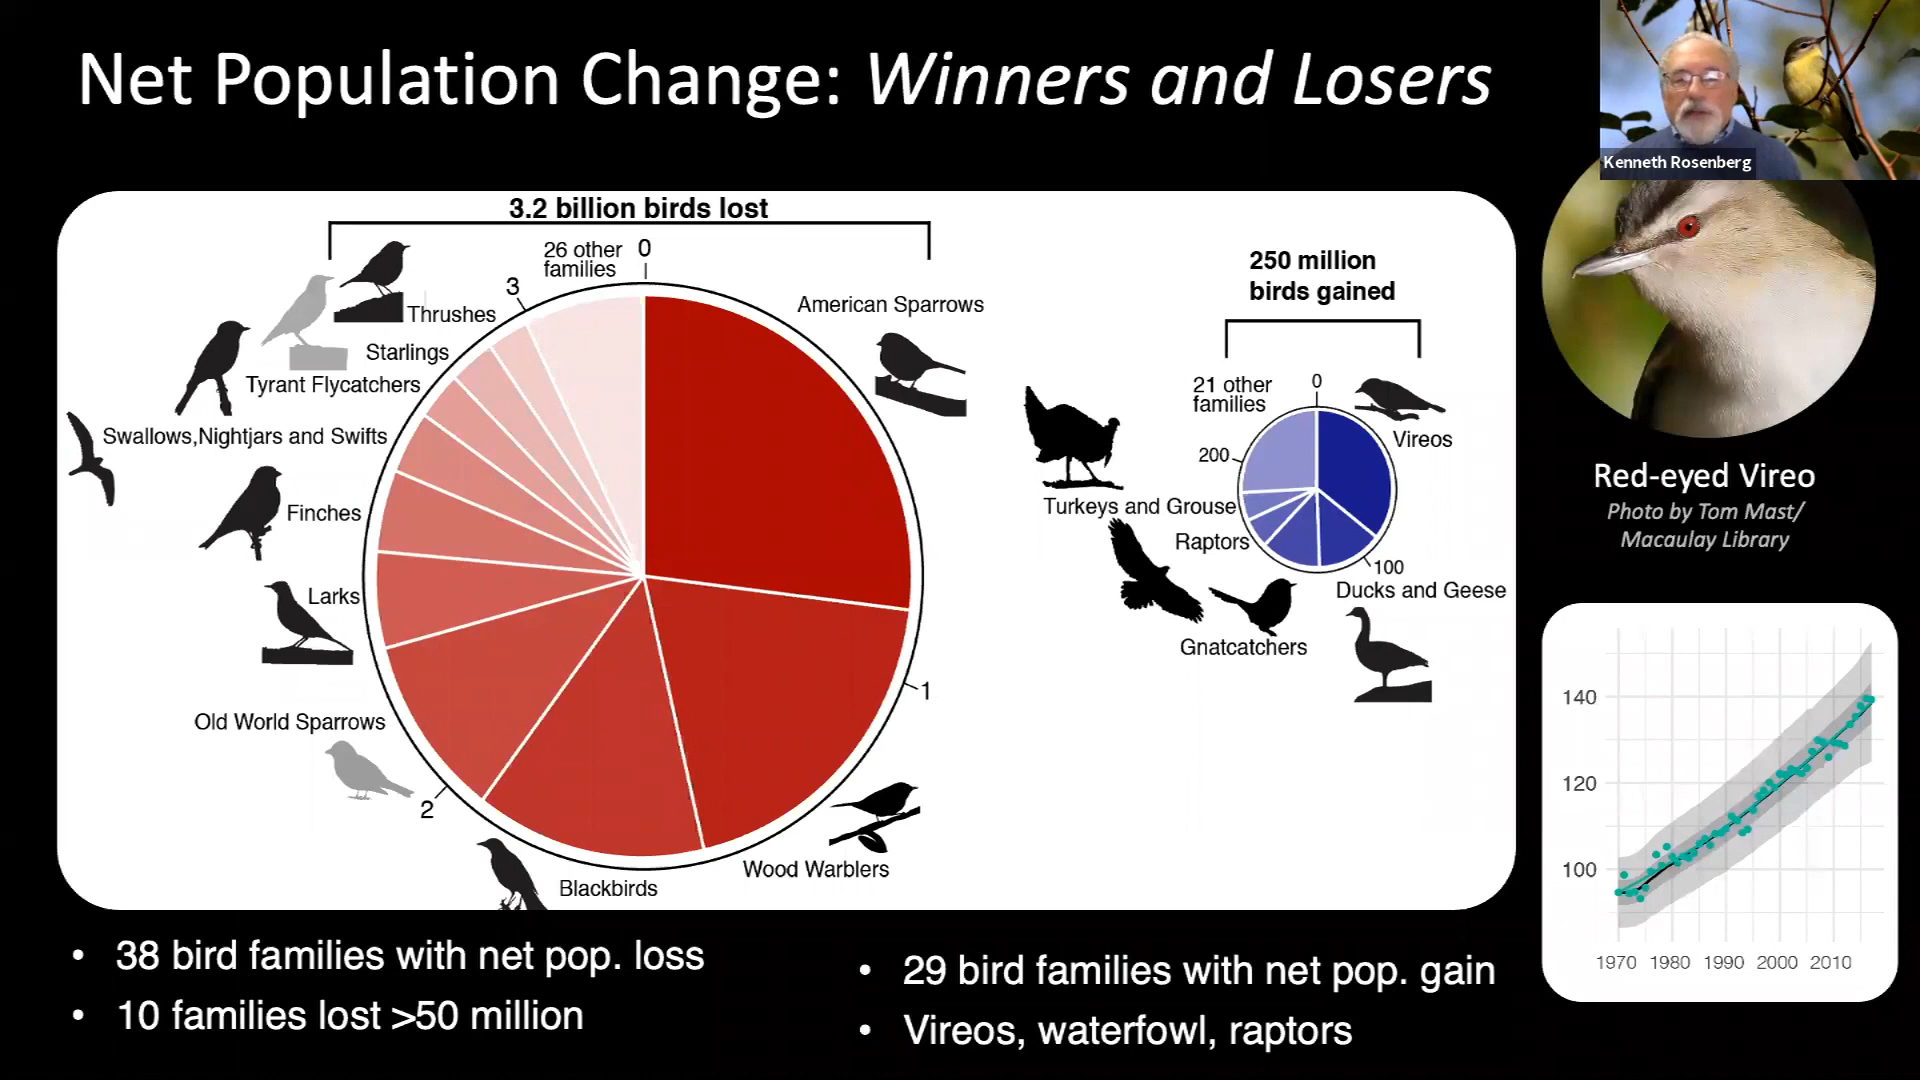 Net Population Change: Winners and Losers
Kenneth Rosenberg
3.2 billion birds lost
26 other
families
0
3
Thrushes
American Sparrows
Starlings
Tyrant Flycatchers
Swallows,Nightjars and Swifts
Finches
Larks
1
Old World Sparrows
2
Wood Warblers
Blackbirds
250 million
birds gained
21 other
families
0
Vireos
200
Turkeys and Grouse
Raptors
100
Ducks and Geese
Gnatcatchers
Red-eyed Vireo
Photo by Tom Mast/
Macaulay Library
140
120
100
1970 1980 1990 2000 2010
• 38 bird families with net pop. loss
• 10 families lost >50 million
• 29 bird families with net pop. gain
• Vireos, waterfowl, raptors